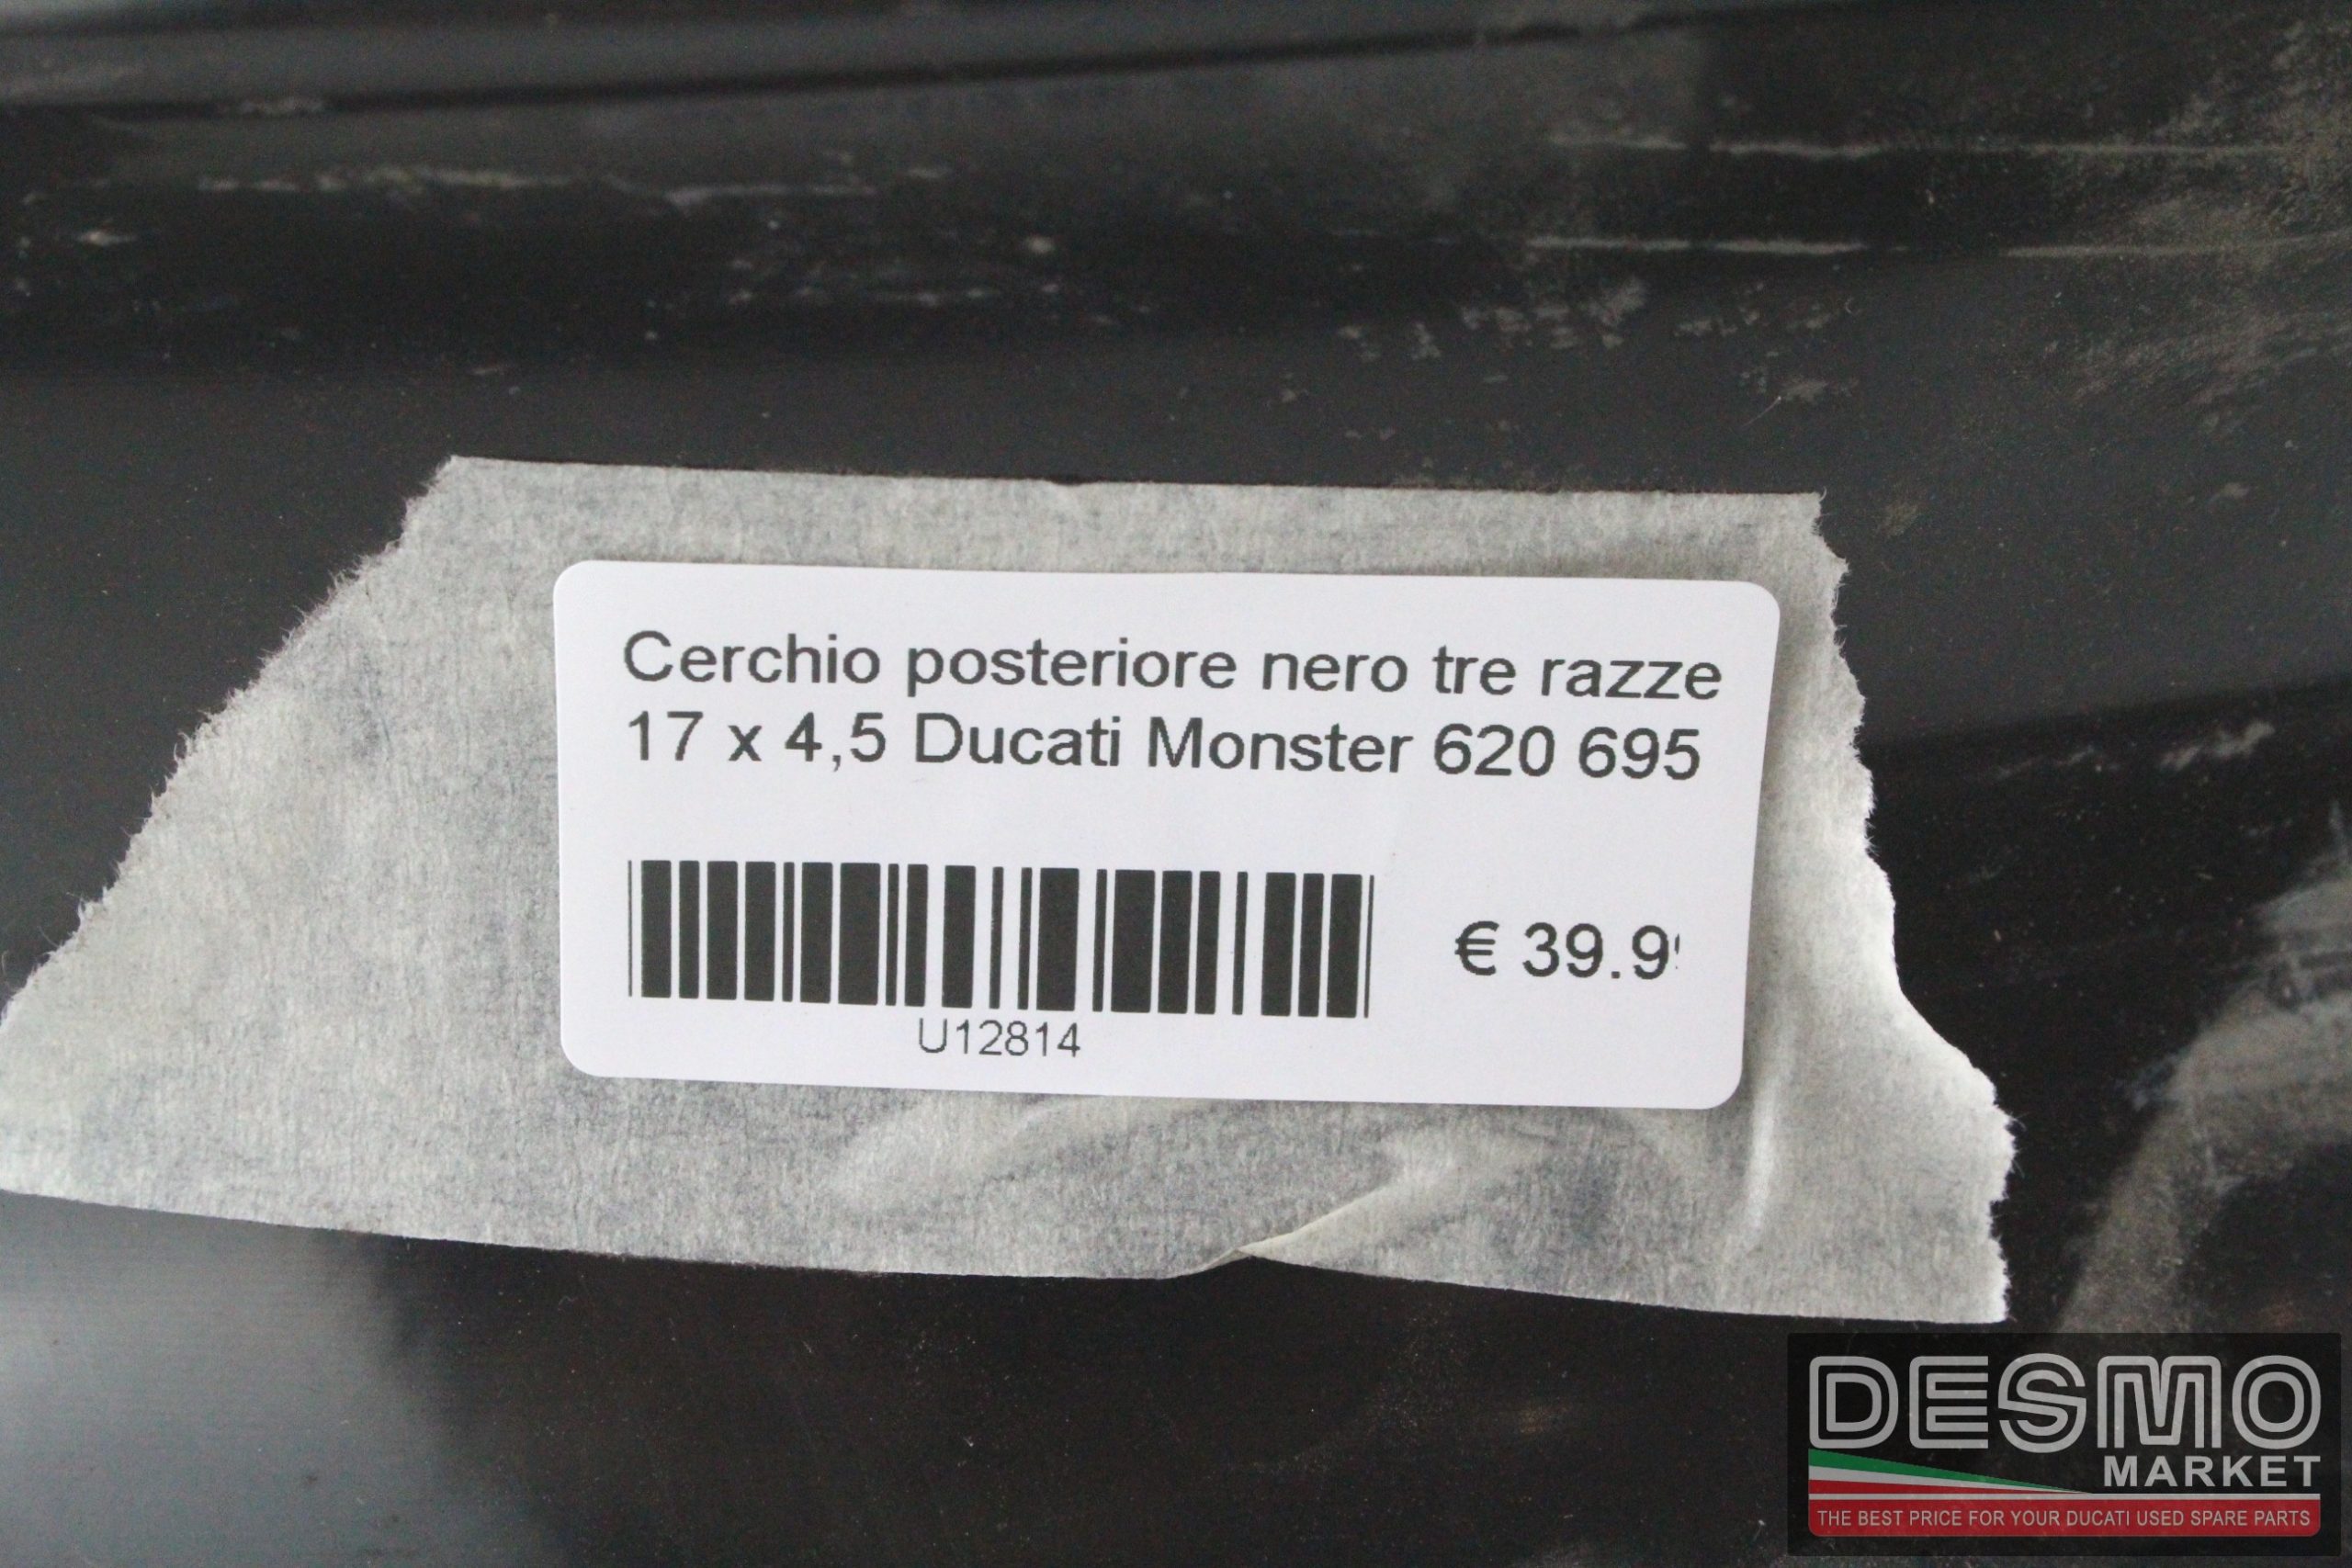 Cerchio posteriore nero tre razze
17 x 4,5 Ducati Monster 620 695
€ 39.9
U12814
DESMO
MARKET
THE BEST PRICE FOR YOUR DUCATI USED SPARE PARTS